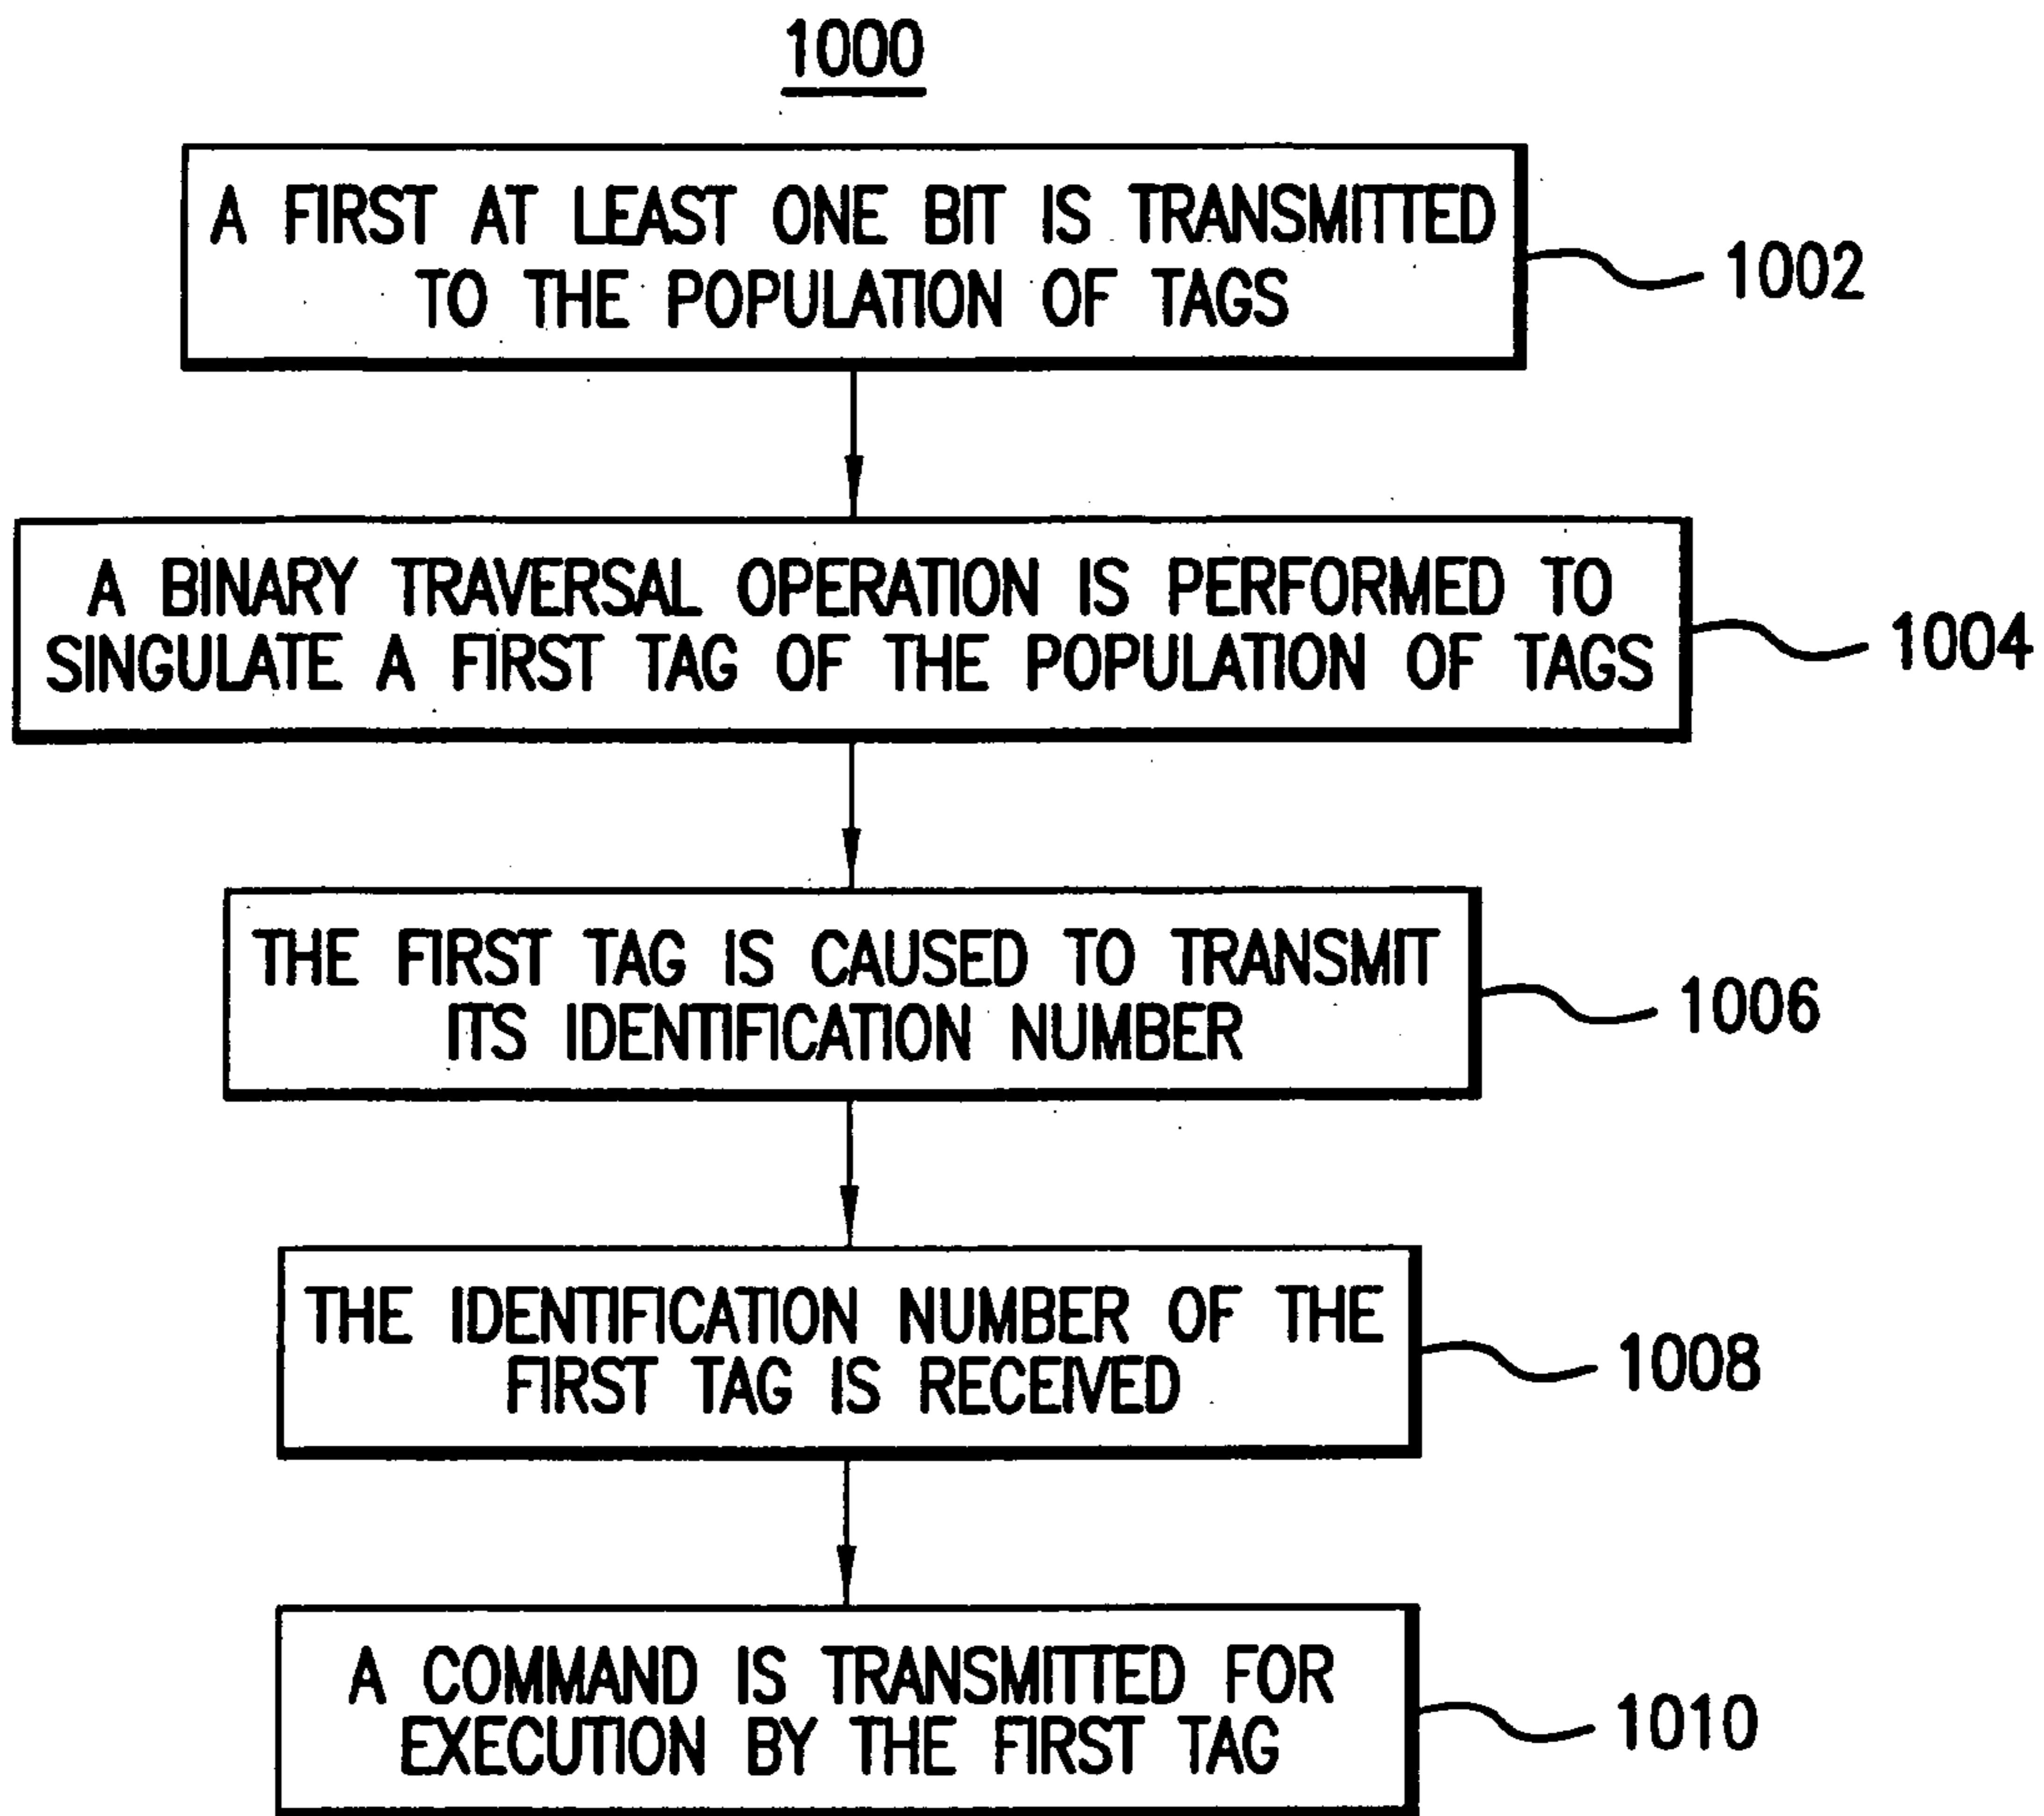 1000
A FIRST AT LEAST ONE BIT IS TRANSMITTED
TO THE POPULATION OF TAGS
1002
A BINARY TRAVERSAL OPERATION IS PERFORMED TO
SINGULATE A FIRST TAG OF THE POPULATION OF TAGS
1004
THE FIRST TAG IS CAUSED TO TRANSMIT
ITS IDENTIFICATION NUMBER
1006
THE IDENTIFICATION NUMBER OF THE
FIRST TAG IS RECEIVED
1008
A COMMAND IS TRANSMITTED FOR
EXECUTION BY THE FIRST TAG
1010